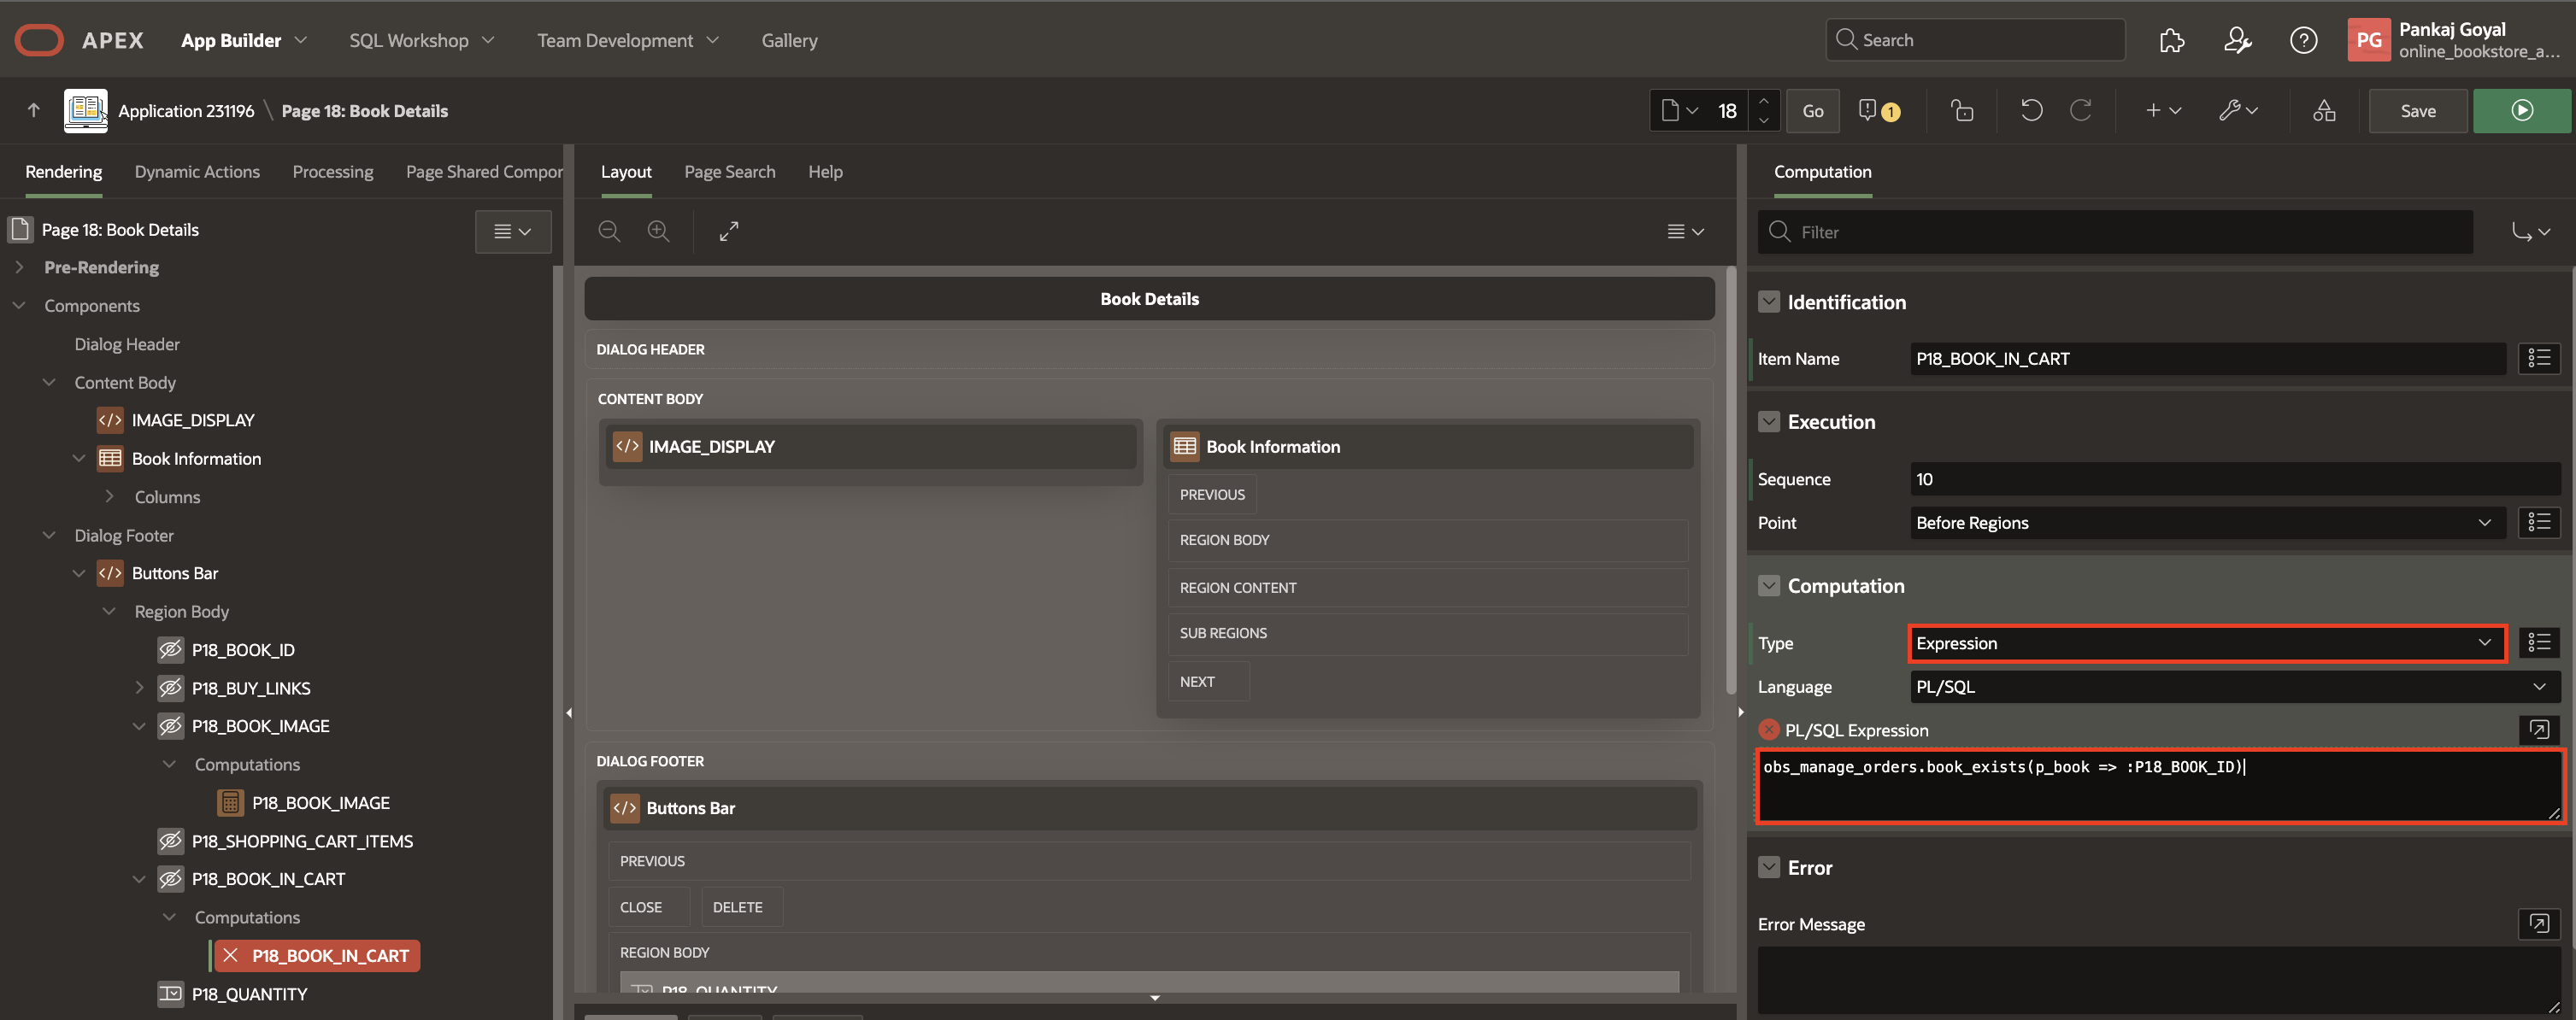 APEX App Builder SQL Workshop Team Development Gallery Search PG Pankaj Goyal
online_bookstore_a...
Application 231196 \ Page 18: Book Details 18 Go 1 Save
Rendering Dynamic Actions Processing Page Shared Compor
Page 18: Book Details
Pre-Rendering
Components
Dialog Header
Content Body
IMAGE_DISPLAY
Book Information
Columns
Dialog Footer
Buttons Bar
Region Body
P18_BOOK_ID
P18_BUY_LINKS
P18_BOOK_IMAGE
Computations
P18_BOOK_IMAGE
P18_SHOPPING_CART_ITEMS
P18_BOOK_IN_CART
Computations
P18_BOOK_IN_CART
P18_QUANTITY
Layout Page Search Help
Book Details
DIALOG HEADER
CONTENT BODY
IMAGE_DISPLAY
Book Information
PREVIOUS
REGION BODY
REGION CONTENT
SUB REGIONS
NEXT
DIALOG FOOTER
Buttons Bar
PREVIOUS
CLOSE DELETE
REGION BODY
P18_QUANTITY
Computation
Filter
Identification
Item Name P18_BOOK_IN_CART
Execution
Sequence 10
Point Before Regions
Computation
Type Expression
Language PL/SQL
PL/SQL Expression
obs_manage_orders.book_exists(p_book => :P18_BOOK_ID)
Error
Error Message